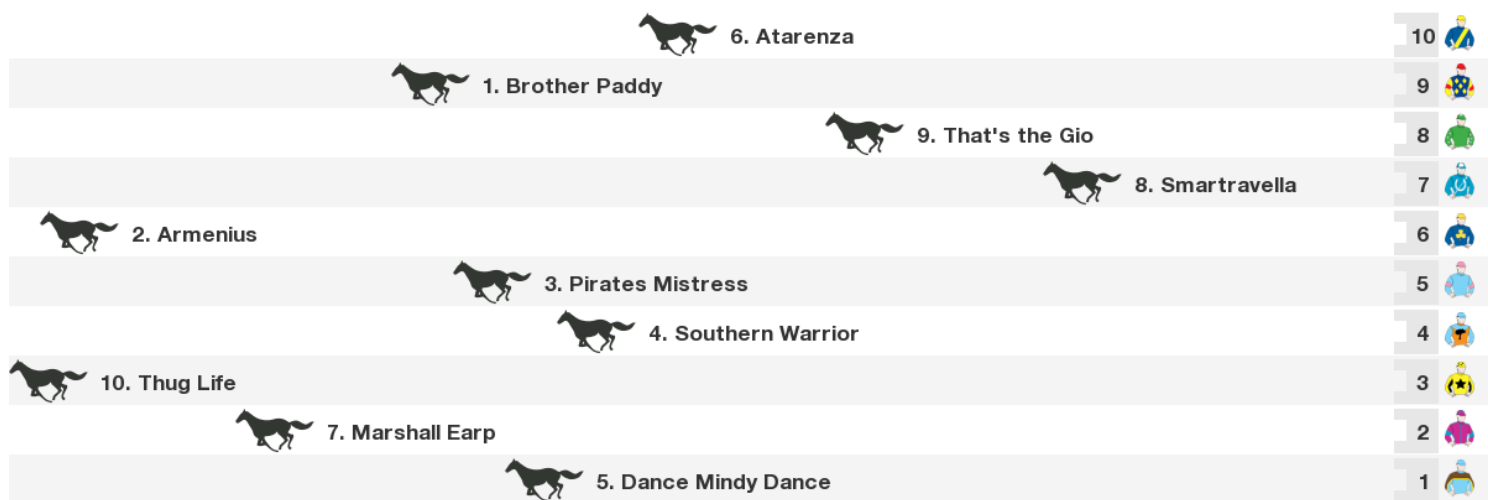 6. Atarenza 10
1. Brother Paddy 9
9. That's the Gio 8
8. Smartravella 7
2. Armenius 6
3. Pirates Mistress 5
4. Southern Warrior 4
10. Thug Life 3
7. Marshall Earp 2
5. Dance Mindy Dance 1